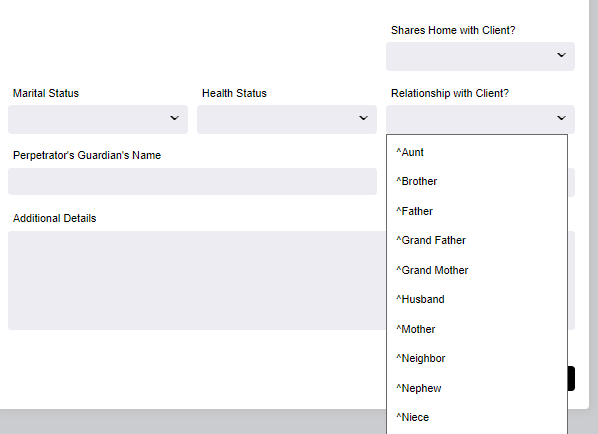 Shares Home with Client?
Marital Status
Health Status
Relationship with Client?
^Aunt
^Brother
^Father
^Grand Father
^Grand Mother
^Husband
^Mother
^Neighbor
^Nephew
^Niece
Perpetrator's Guardian's Name
Additional Details